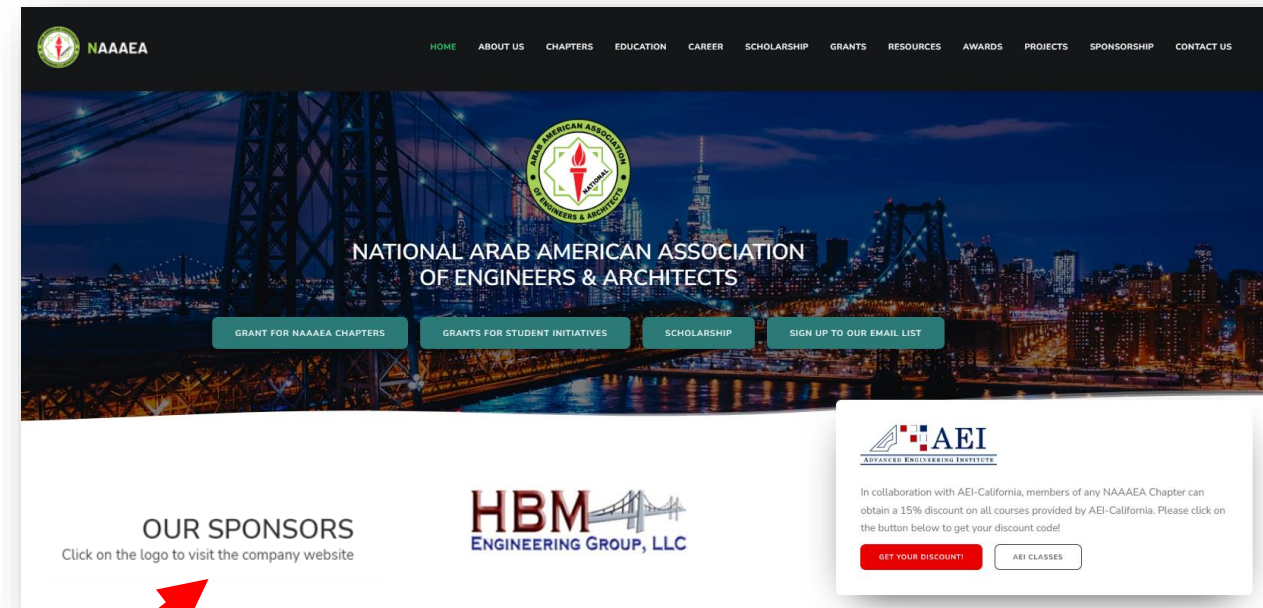 NAAAEA
HOME ABOUT US CHAPTERS EDUCATION CAREER SCHOLARSHIP GRANTS RESOURCES AWARDS PROJECTS SPONSORSHIP CONTACT US
ARAB AMERICAN ASSOCIATION
NATIONAL
OF ENGINEERS & ARCHITECTS
NATIONAL ARAB AMERICAN ASSOCIATION
OF ENGINEERS & ARCHITECTS
GRANT FOR NAAAEA CHAPTERS GRANTS FOR STUDENT INITIATIVES SCHOLARSHIP SIGN UP TO OUR EMAIL LIST
OUR SPONSORS
Click on the logo to visit the company website
HBM
ENGINEERING GROUP, LLC
AEI
ADVANCED ENGINEERING INSTITUTE
In collaboration with AEI-California, members of any NAAAEA Chapter can
obtain a 15% discount on all courses provided by AEI-California. Please click on
the button below to get your discount code!
GET YOUR DISCOUNT! AEI CLASSES